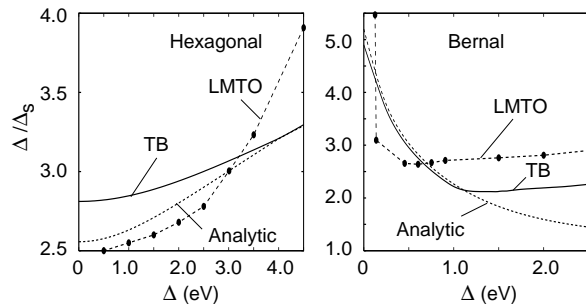 Δ/Δs
4.0
3.5
3.0
2.5
Hexagonal
LMTO
TB
Analytic
0 1.0 2.0 3.0 4.0
Δ (eV)
5.0
4.0
3.0
2.0
1.0
Bernal
LMTO
TB
Analytic
0 1.0 2.0
Δ (eV)